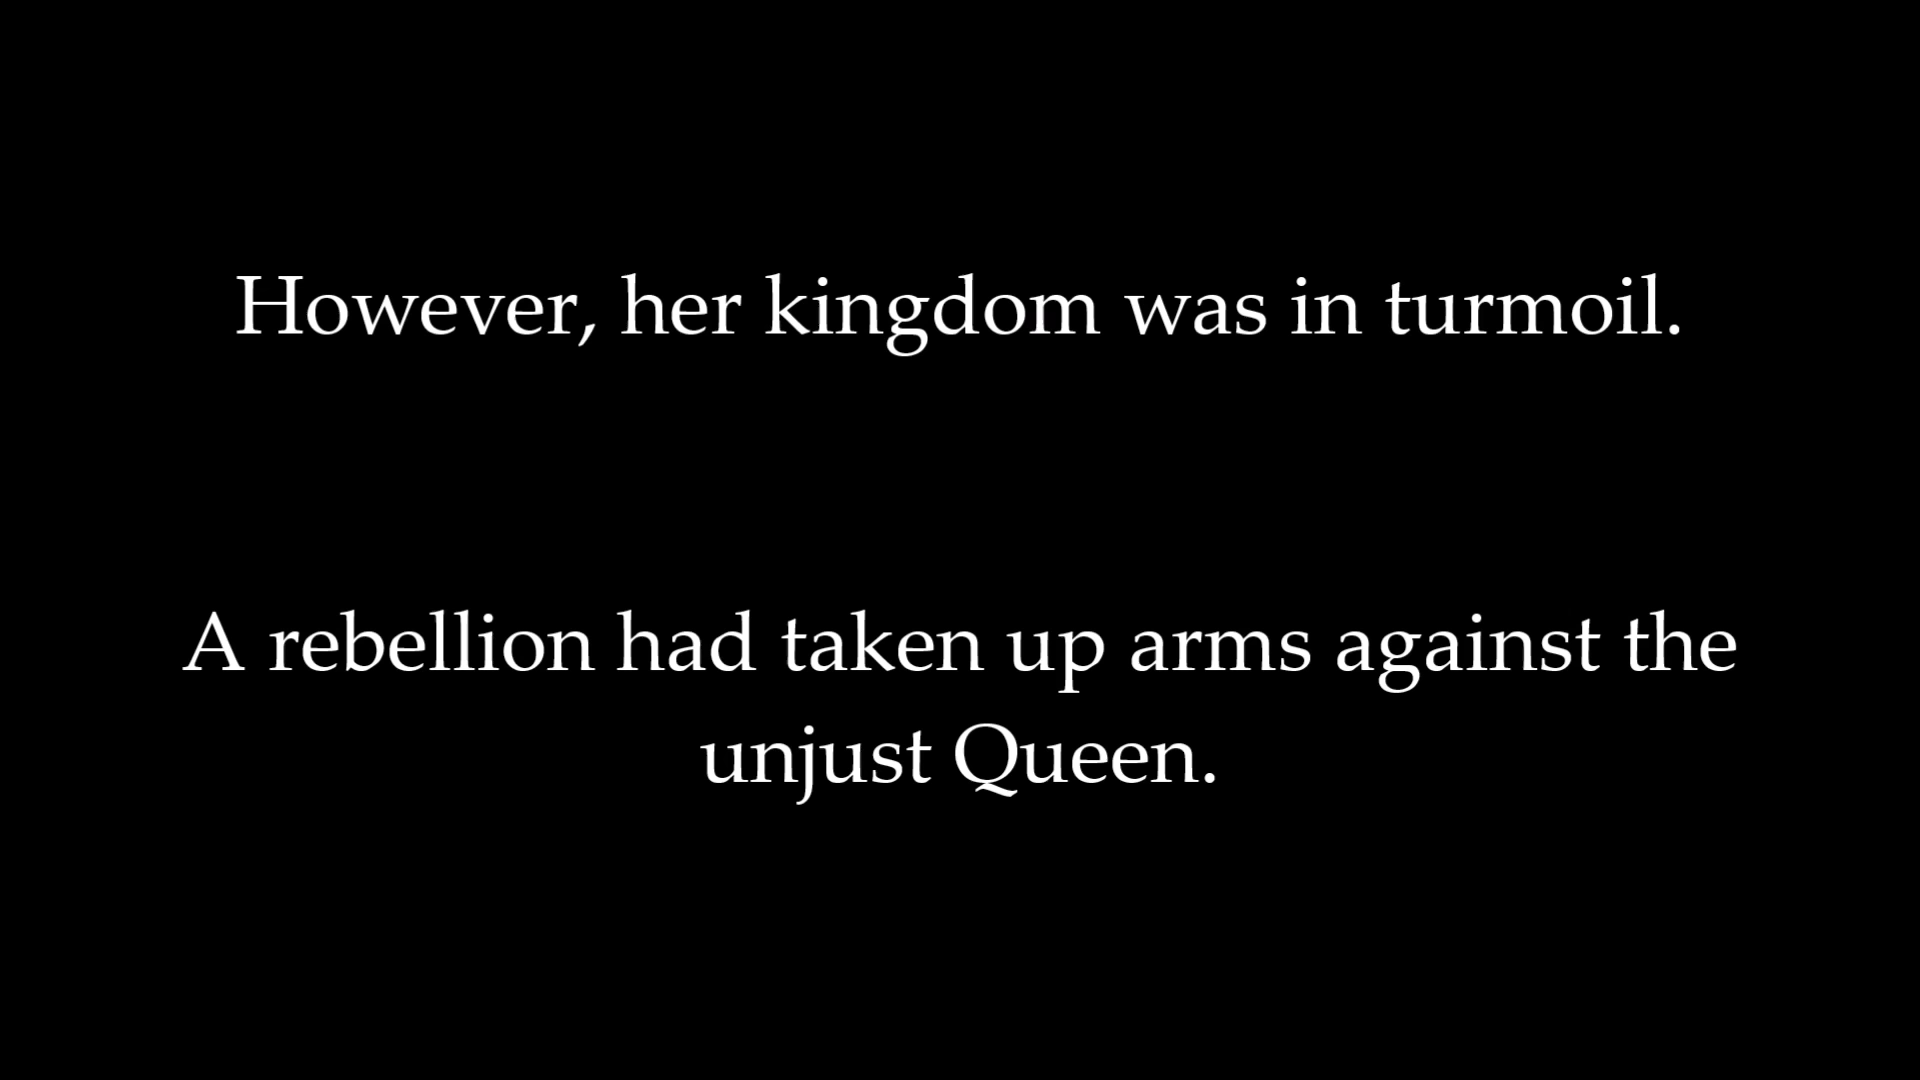 However, her kingdom was in turmoil.
A rebellion had taken up arms against the
unjust Queen.